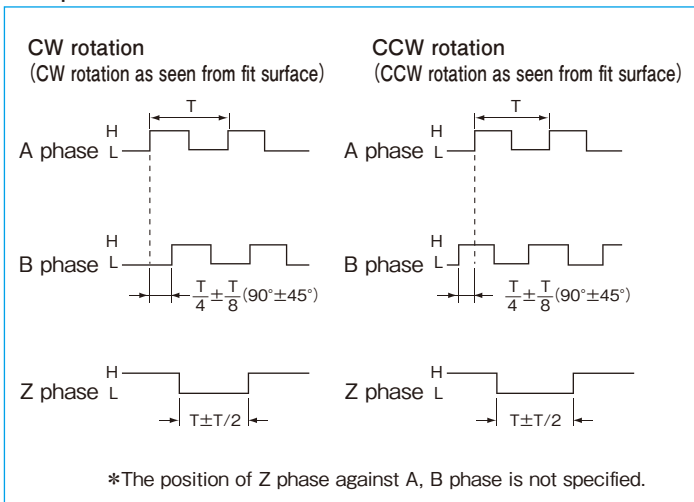 CW rotation
(CW rotation as seen from fit surface)
T
A phase
H
L
B phase
H
L
T/4±T/8(90°±45°)
Z phase
H
L
T±T/2
CCW rotation
(CCW rotation as seen from fit surface)
T
A phase
H
L
B phase
H
L
T/4±T/8(90°±45°)
Z phase
H
L
T±T/2
*The position of Z phase against A, B phase is not specified.